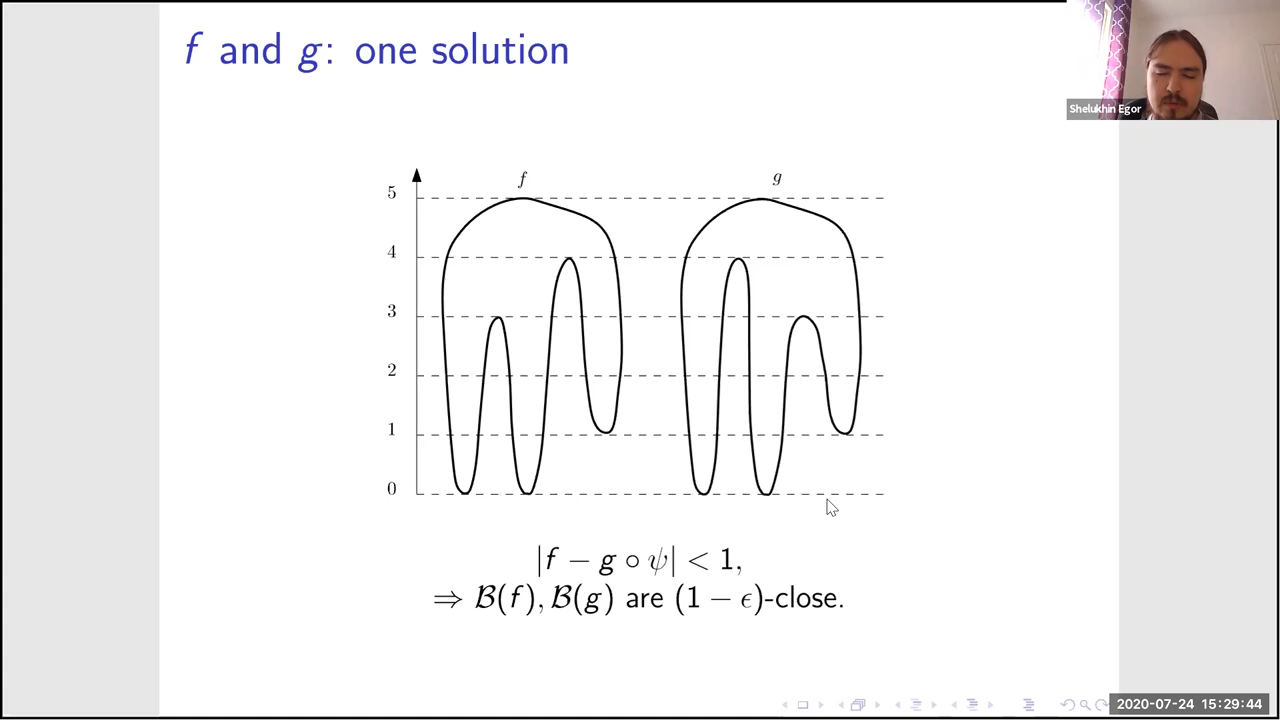 f and g: one solution
Shelukhin Egor
f
g
5
4
3
2
1
0
|f − g ∘ ψ| < 1,
⇒ ℬ(f), ℬ(g) are (1 − ϵ)-close.
2020-07-24 15:29:44